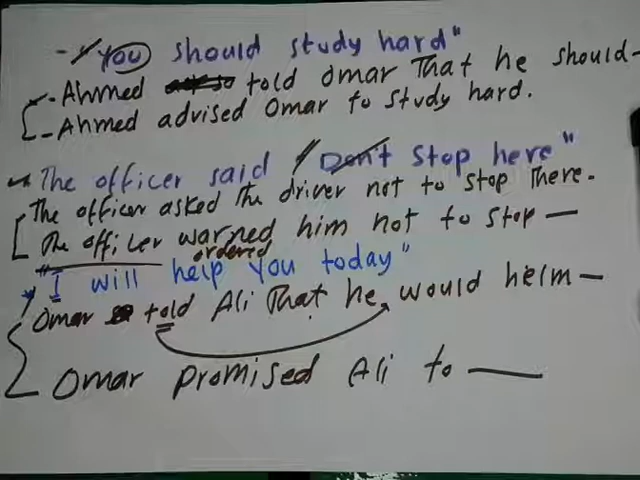 - "You should study hard"
- Ahmed told Omar That he should-
- Ahmed advised Omar to study hard.
The officer said "Don't stop here"
The officer asked the driver not to stop There.
The officer warned him not to stop —
ordered
"I will help you today"
Omar told Ali That he would helm —
Omar promised Ali to ——